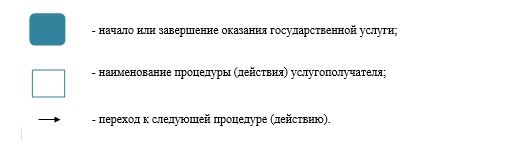 - начало или завершение оказания государственной услуги;
- наименование процедуры (действия) услугополучателя;
- переход к следующей процедуре (действию).